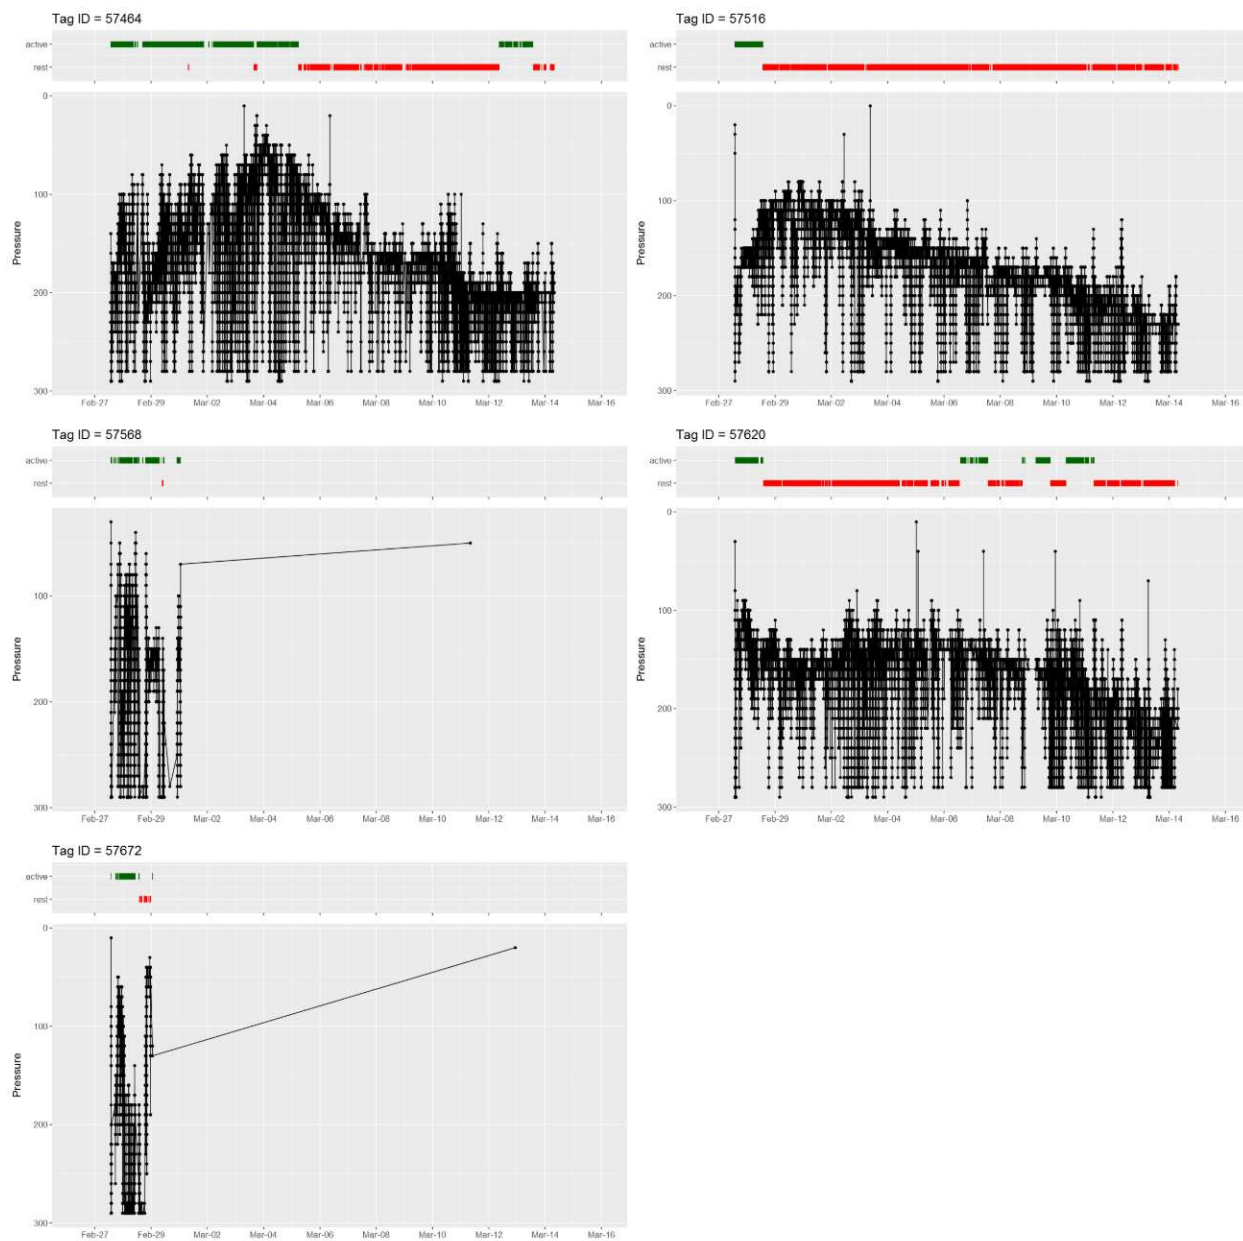 Tag ID = 57464
active
rest
0
100
200
300
Pressure
Feb-27 Feb-29 Mar-02 Mar-04 Mar-06 Mar-08 Mar-10 Mar-12 Mar-14 Mar-16
Tag ID = 57516
active
rest
0
100
200
300
Pressure
Feb-27 Feb-29 Mar-02 Mar-04 Mar-06 Mar-08 Mar-10 Mar-12 Mar-14 Mar-16
Tag ID = 57568
active
rest
100
200
300
Pressure
Feb-27 Feb-29 Mar-02 Mar-04 Mar-06 Mar-08 Mar-10 Mar-12 Mar-14 Mar-16
Tag ID = 57620
active
rest
0
100
200
300
Pressure
Feb-27 Feb-29 Mar-02 Mar-04 Mar-06 Mar-08 Mar-10 Mar-12 Mar-14 Mar-16
Tag ID = 57672
active
rest
0
100
200
300
Pressure
Feb-27 Feb-29 Mar-02 Mar-04 Mar-06 Mar-08 Mar-10 Mar-12 Mar-14 Mar-16